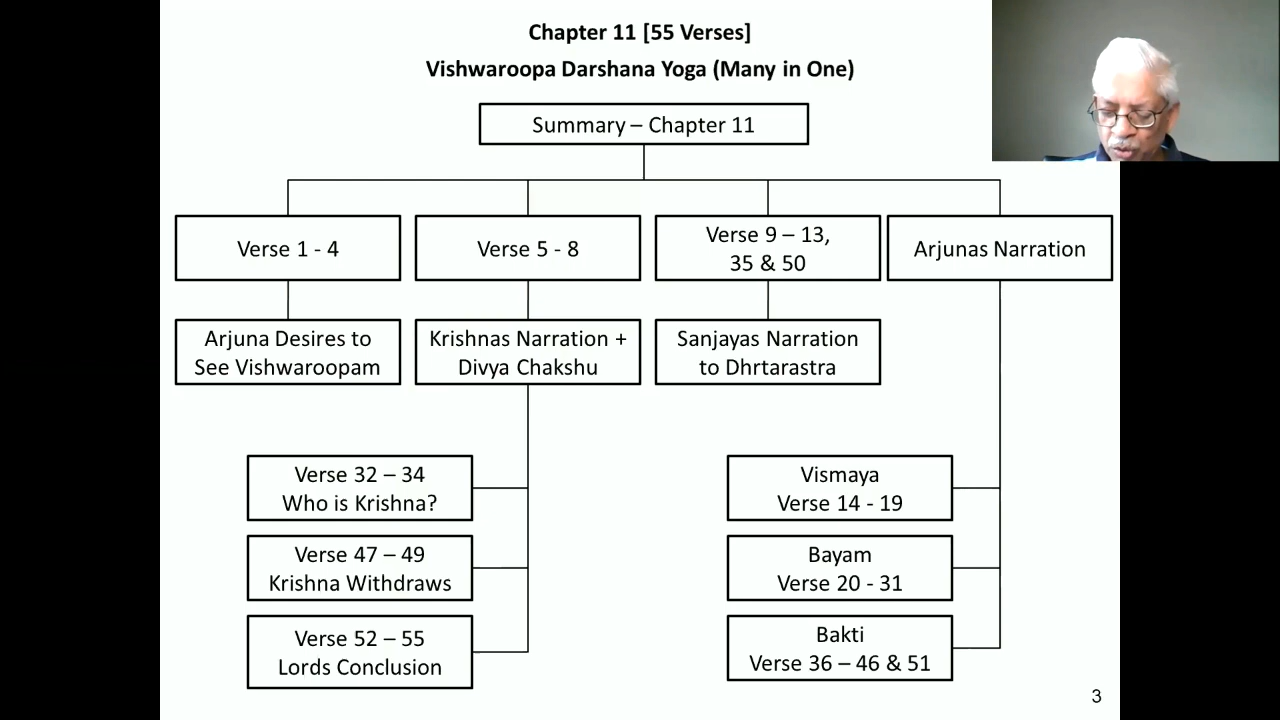 Chapter 11 [55 Verses]
Vishwaroopa Darshana Yoga (Many in One)
Summary – Chapter 11
Verse 1 - 4
Verse 5 - 8
Verse 9 – 13,
35 & 50
Arjunas Narration
Arjuna Desires to
See Vishwaroopam
Krishnas Narration +
Divya Chakshu
Sanjayas Narration
to Dhrtarastra
Verse 32 – 34
Who is Krishna?
Verse 47 – 49
Krishna Withdraws
Verse 52 – 55
Lords Conclusion
Vismaya
Verse 14 - 19
Bayam
Verse 20 - 31
Bakti
Verse 36 – 46 & 51
3